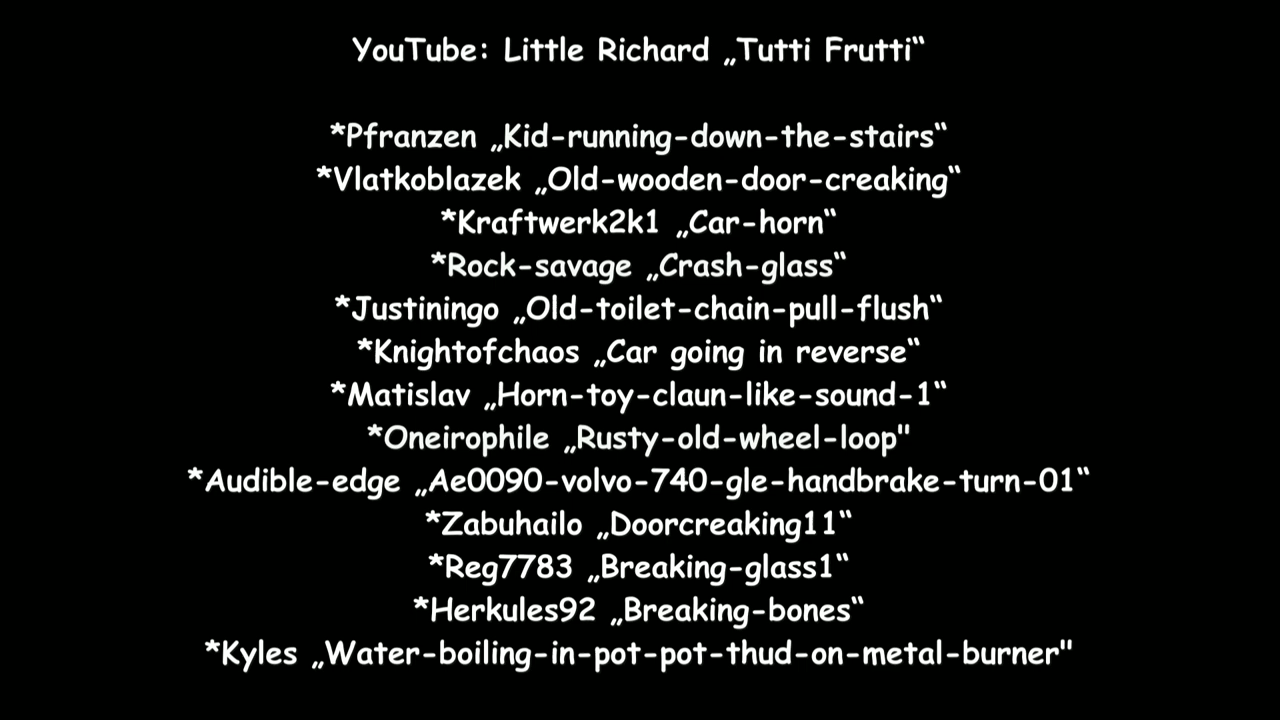 YouTube: Little Richard „Tutti Frutti“
*Pfranzen „Kid-running-down-the-stairs“
*Vlatkoblazek „Old-wooden-door-creaking“
*Kraftwerk2k1 „Car-horn“
*Rock-savage „Crash-glass“
*Justiningo „Old-toilet-chain-pull-flush“
*Knightofchaos „Car going in reverse“
*Matislav „Horn-toy-claun-like-sound-1“
*Oneirophile „Rusty-old-wheel-loop"
*Audible-edge „Ae0090-volvo-740-gle-handbrake-turn-01“
*Zabuhailo „Doorcreaking11“
*Reg7783 „Breaking-glass1“
*Herkules92 „Breaking-bones“
*Kyles „Water-boiling-in-pot-pot-thud-on-metal-burner"